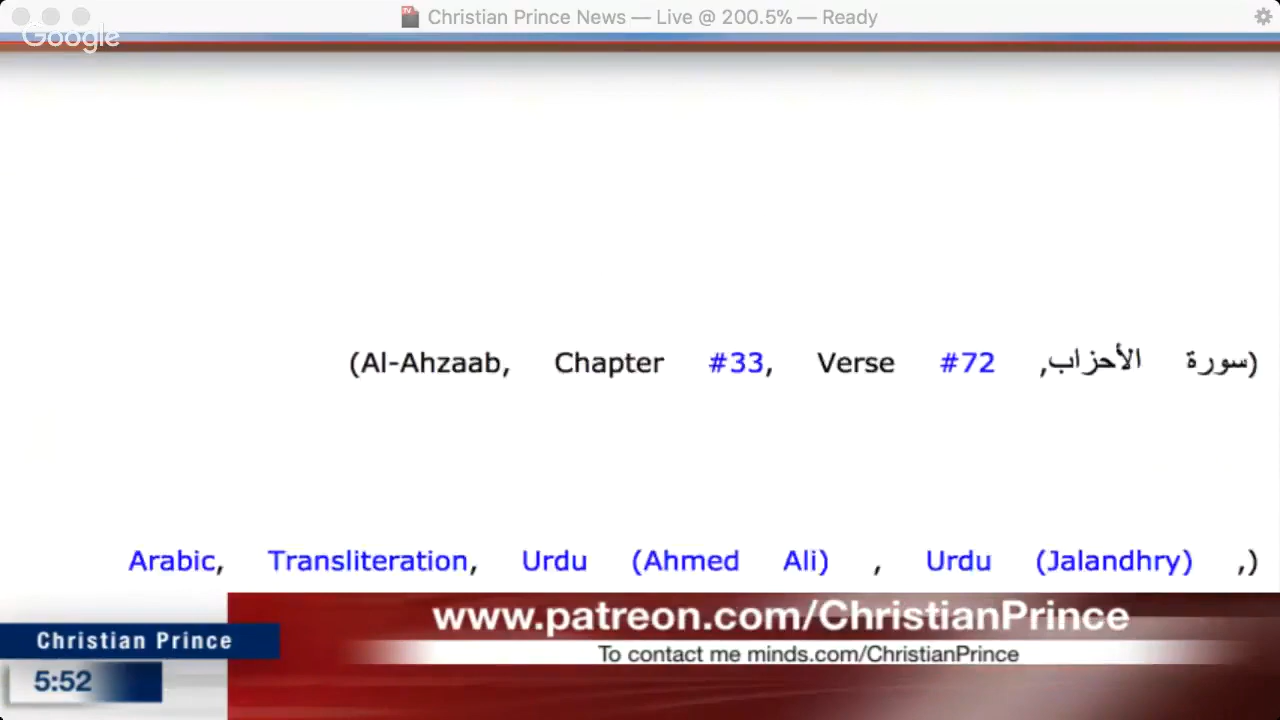 Christian Prince News — Live @ 200.5% — Ready
Google
(Al-Ahzaab, Chapter #33, Verse #72 ,سورة الأحزاب)
Arabic, Transliteration, Urdu (Ahmed Ali) , Urdu (Jalandhry) ,)
www.patreon.com/ChristianPrince
To contact me minds.com/ChristianPrince
Christian Prince
5:52